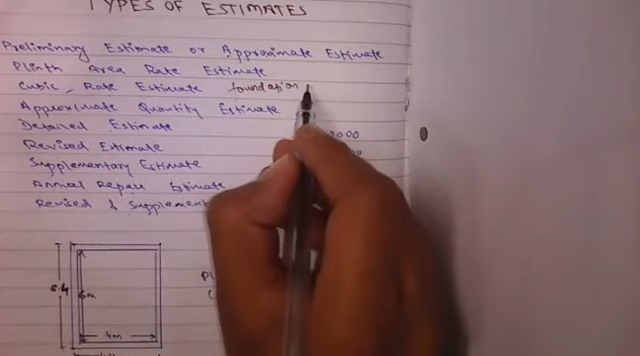 TYPES OF ESTIMATES
Preliminary Estimate or Approximate Estimate
Plinth Area Rate Estimate
Cubic Rate Estimate foundation
Approximate Quantity Estimate
Detailed Estimate
Revised Estimate
Supplementary Estimate
Annual Repair Estimate
Revised & Supplement
6.4
6m
4m